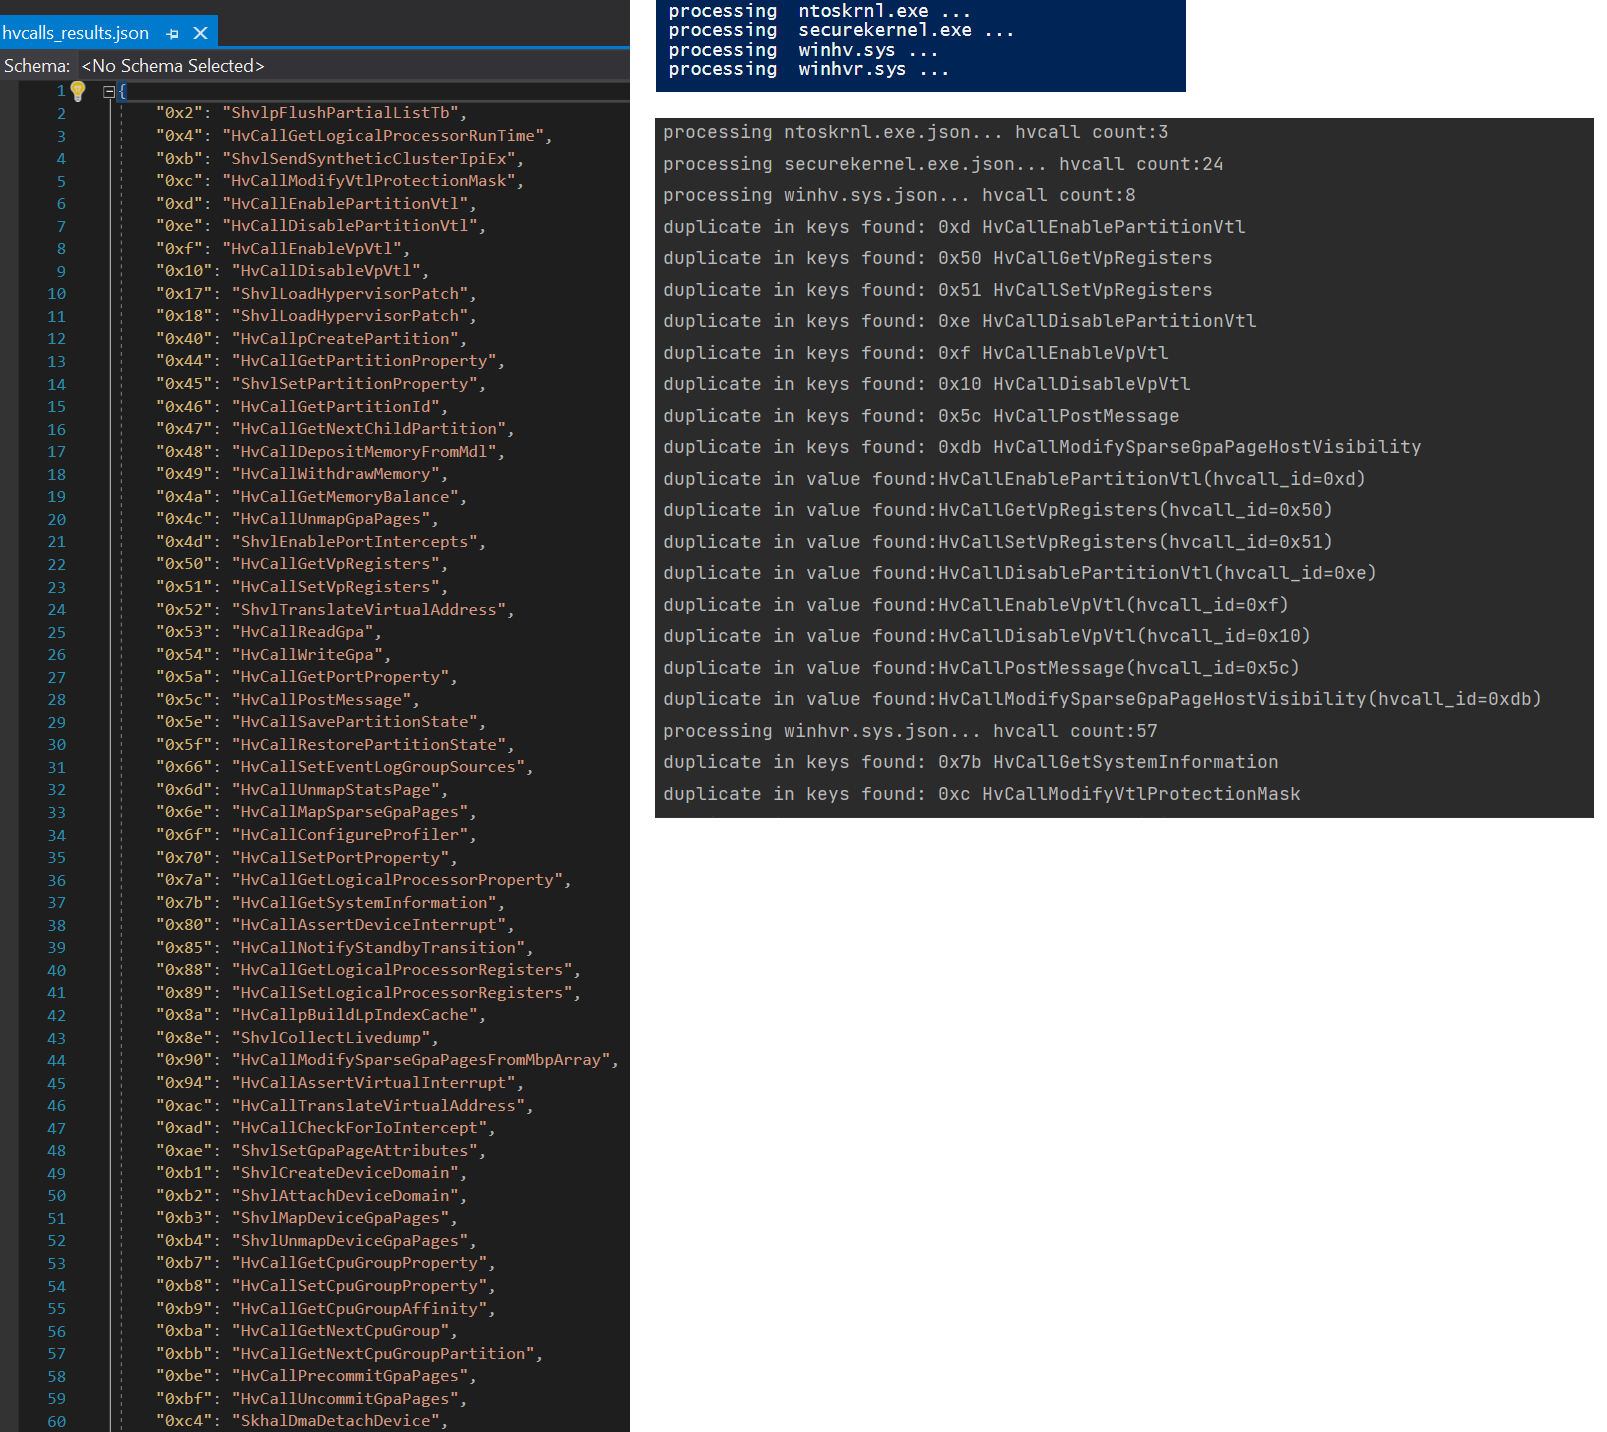 hvcalls_results.json
Schema: <No Schema Selected>
1 {
2 "0x2": "ShvlpFlushPartialListTb",
3 "0x4": "HvCallGetLogicalProcessorRunTime",
4 "0xb": "ShvlSendSyntheticClusterIpiEx",
5 "0xc": "HvCallModifyVtlProtectionMask",
6 "0xd": "HvCallEnablePartitionVtl",
7 "0xe": "HvCallDisablePartitionVtl",
8 "0xf": "HvCallEnableVpVtl",
9 "0x10": "HvCallDisableVpVtl",
10 "0x17": "ShvlLoadHypervisorPatch",
11 "0x18": "ShvlLoadHypervisorPatch",
12 "0x40": "HvCallpCreatePartition",
13 "0x44": "HvCallGetPartitionProperty",
14 "0x45": "ShvlSetPartitionProperty",
15 "0x46": "HvCallGetPartitionId",
16 "0x47": "HvCallGetNextChildPartition",
17 "0x48": "HvCallDepositMemoryFromMdl",
18 "0x49": "HvCallWithdrawMemory",
19 "0x4a": "HvCallGetMemoryBalance",
20 "0x4c": "HvCallUnmapGpaPages",
21 "0x4d": "ShvlEnablePortIntercepts",
22 "0x50": "HvCallGetVpRegisters",
23 "0x51": "HvCallSetVpRegisters",
24 "0x52": "ShvlTranslateVirtualAddress",
25 "0x53": "HvCallReadGpa",
26 "0x54": "HvCallWriteGpa",
27 "0x5a": "HvCallGetPortProperty",
28 "0x5c": "HvCallPostMessage",
29 "0x5e": "HvCallSavePartitionState",
30 "0x5f": "HvCallRestorePartitionState",
31 "0x66": "HvCallSetEventLogGroupSources",
32 "0x6d": "HvCallUnmapStatsPage",
33 "0x6e": "HvCallMapSparseGpaPages",
34 "0x6f": "HvCallConfigureProfiler",
35 "0x70": "HvCallSetPortProperty",
36 "0x7a": "HvCallGetLogicalProcessorProperty",
37 "0x7b": "HvCallGetSystemInformation",
38 "0x80": "HvCallAssertDeviceInterrupt",
39 "0x85": "HvCallNotifyStandbyTransition",
40 "0x88": "HvCallGetLogicalProcessorRegisters",
41 "0x89": "HvCallSetLogicalProcessorRegisters",
42 "0x8a": "HvCallpBuildLpIndexCache",
43 "0x8e": "ShvlCollectLivedump",
44 "0x90": "HvCallModifySparseGpaPagesFromMbpArray",
45 "0x94": "HvCallAssertVirtualInterrupt",
46 "0xac": "HvCallTranslateVirtualAddress",
47 "0xad": "HvCallCheckForIoIntercept",
48 "0xae": "ShvlSetGpaPageAttributes",
49 "0xb1": "ShvlCreateDeviceDomain",
50 "0xb2": "ShvlAttachDeviceDomain",
51 "0xb3": "ShvlMapDeviceGpaPages",
52 "0xb4": "ShvlUnmapDeviceGpaPages",
53 "0xb7": "HvCallGetCpuGroupProperty",
54 "0xb8": "HvCallSetCpuGroupProperty",
55 "0xb9": "HvCallGetCpuGroupAffinity",
56 "0xba": "HvCallGetNextCpuGroup",
57 "0xbb": "HvCallGetNextCpuGroupPartition",
58 "0xbe": "HvCallPrecommitGpaPages",
59 "0xbf": "HvCallUncommitGpaPages",
60 "0xc4": "SkhalDmaDetachDevice",
processing ntoskrnl.exe ...
processing securekernel.exe ...
processing winhv.sys ...
processing winhvr.sys ...
processing ntoskrnl.exe.json... hvcall count:3
processing securekernel.exe.json... hvcall count:24
processing winhv.sys.json... hvcall count:8
duplicate in keys found: 0xd HvCallEnablePartitionVtl
duplicate in keys found: 0x50 HvCallGetVpRegisters
duplicate in keys found: 0x51 HvCallSetVpRegisters
duplicate in keys found: 0xe HvCallDisablePartitionVtl
duplicate in keys found: 0xf HvCallEnableVpVtl
duplicate in keys found: 0x10 HvCallDisableVpVtl
duplicate in keys found: 0x5c HvCallPostMessage
duplicate in keys found: 0xdb HvCallModifySparseGpaPageHostVisibility
duplicate in value found:HvCallEnablePartitionVtl(hvcall_id=0xd)
duplicate in value found:HvCallGetVpRegisters(hvcall_id=0x50)
duplicate in value found:HvCallSetVpRegisters(hvcall_id=0x51)
duplicate in value found:HvCallDisablePartitionVtl(hvcall_id=0xe)
duplicate in value found:HvCallEnableVpVtl(hvcall_id=0xf)
duplicate in value found:HvCallDisableVpVtl(hvcall_id=0x10)
duplicate in value found:HvCallPostMessage(hvcall_id=0x5c)
duplicate in value found:HvCallModifySparseGpaPageHostVisibility(hvcall_id=0xdb)
processing winhvr.sys.json... hvcall count:57
duplicate in keys found: 0x7b HvCallGetSystemInformation
duplicate in keys found: 0xc HvCallModifyVtlProtectionMask